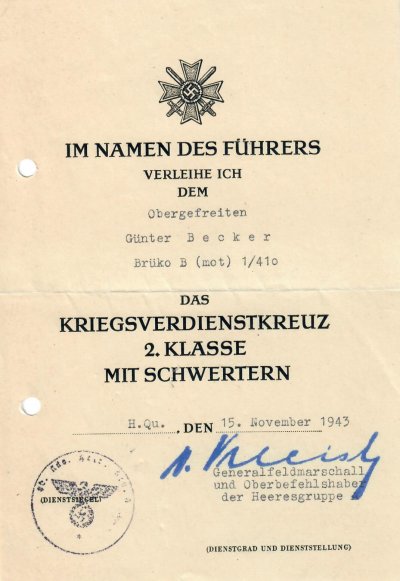 IM NAMEN DES FÜHRERS
VERLEIHE ICH
DEM
Obergefreiten
Günter Becker
Brüko B (mot) 1/41o
DAS
KRIEGSVERDIENSTKREUZ
2. KLASSE
MIT SCHWERTERN
H.Qu. , DEN 15. November 1943
Generalfeldmarschall
und Oberbefehlshaber
der Heeresgruppe
(DIENSTSIEGEL)
(DIENSTGRAD UND DIENSTSTELLUNG)